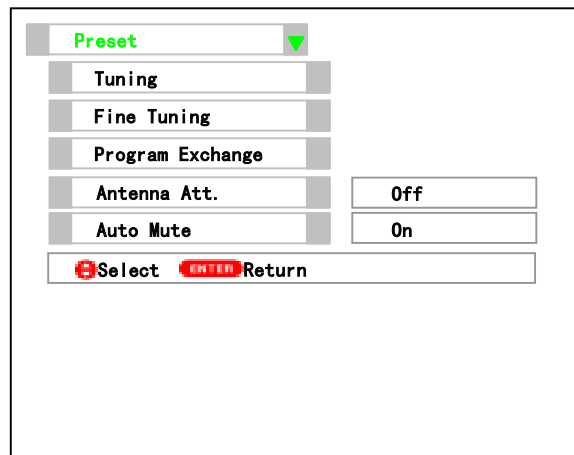 Preset
Tuning
Fine Tuning
Program Exchange
Antenna Att. Off
Auto Mute On
Select ENTER Return